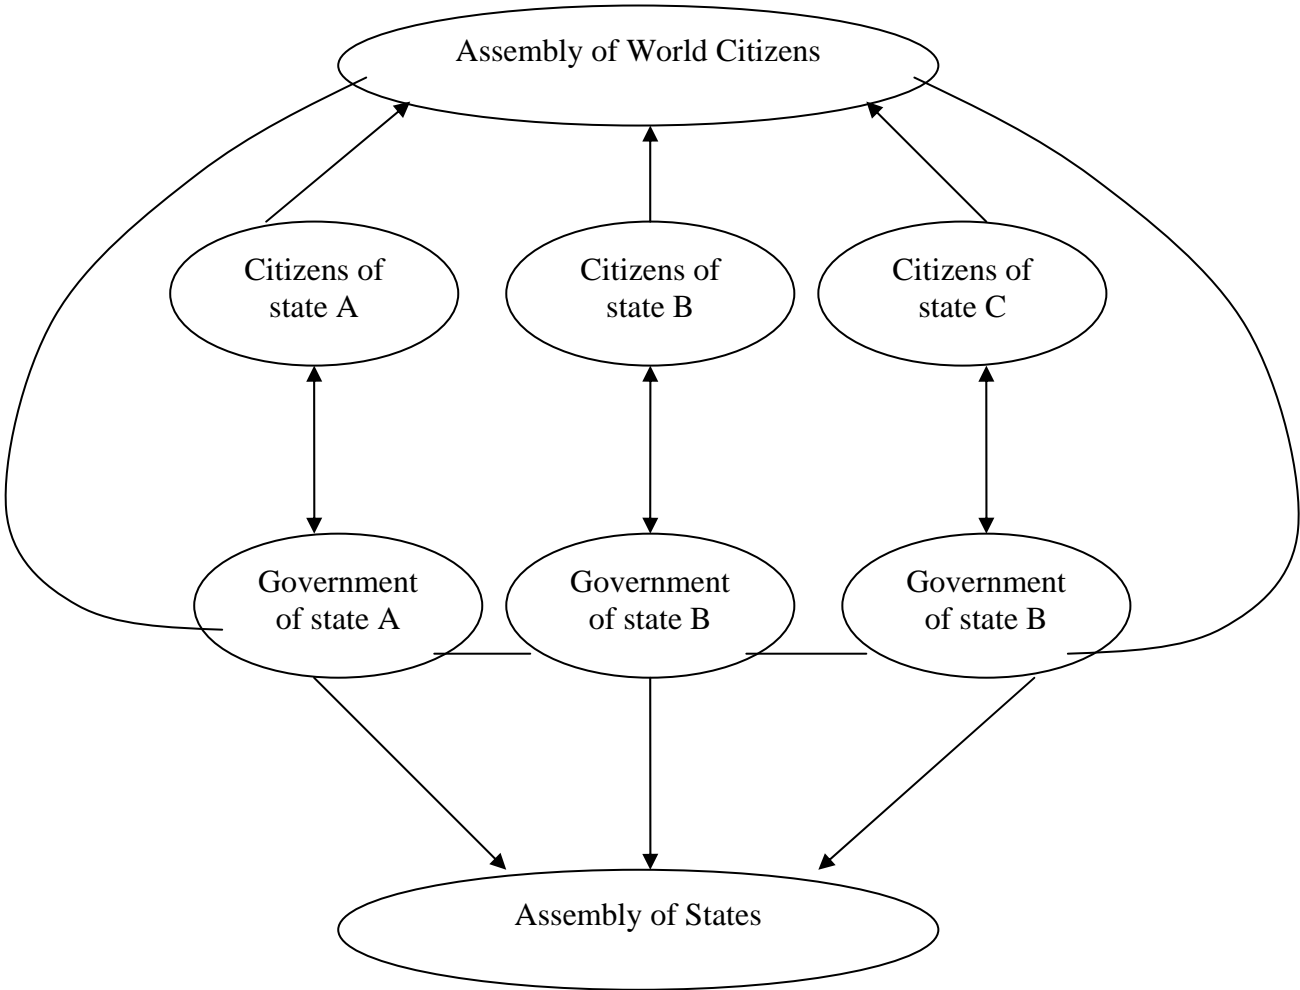 Assembly of World Citizens
Citizens of
state A
Citizens of
state B
Citizens of
state C
Government
of state A
Government
of state B
Government
of state B
Assembly of States